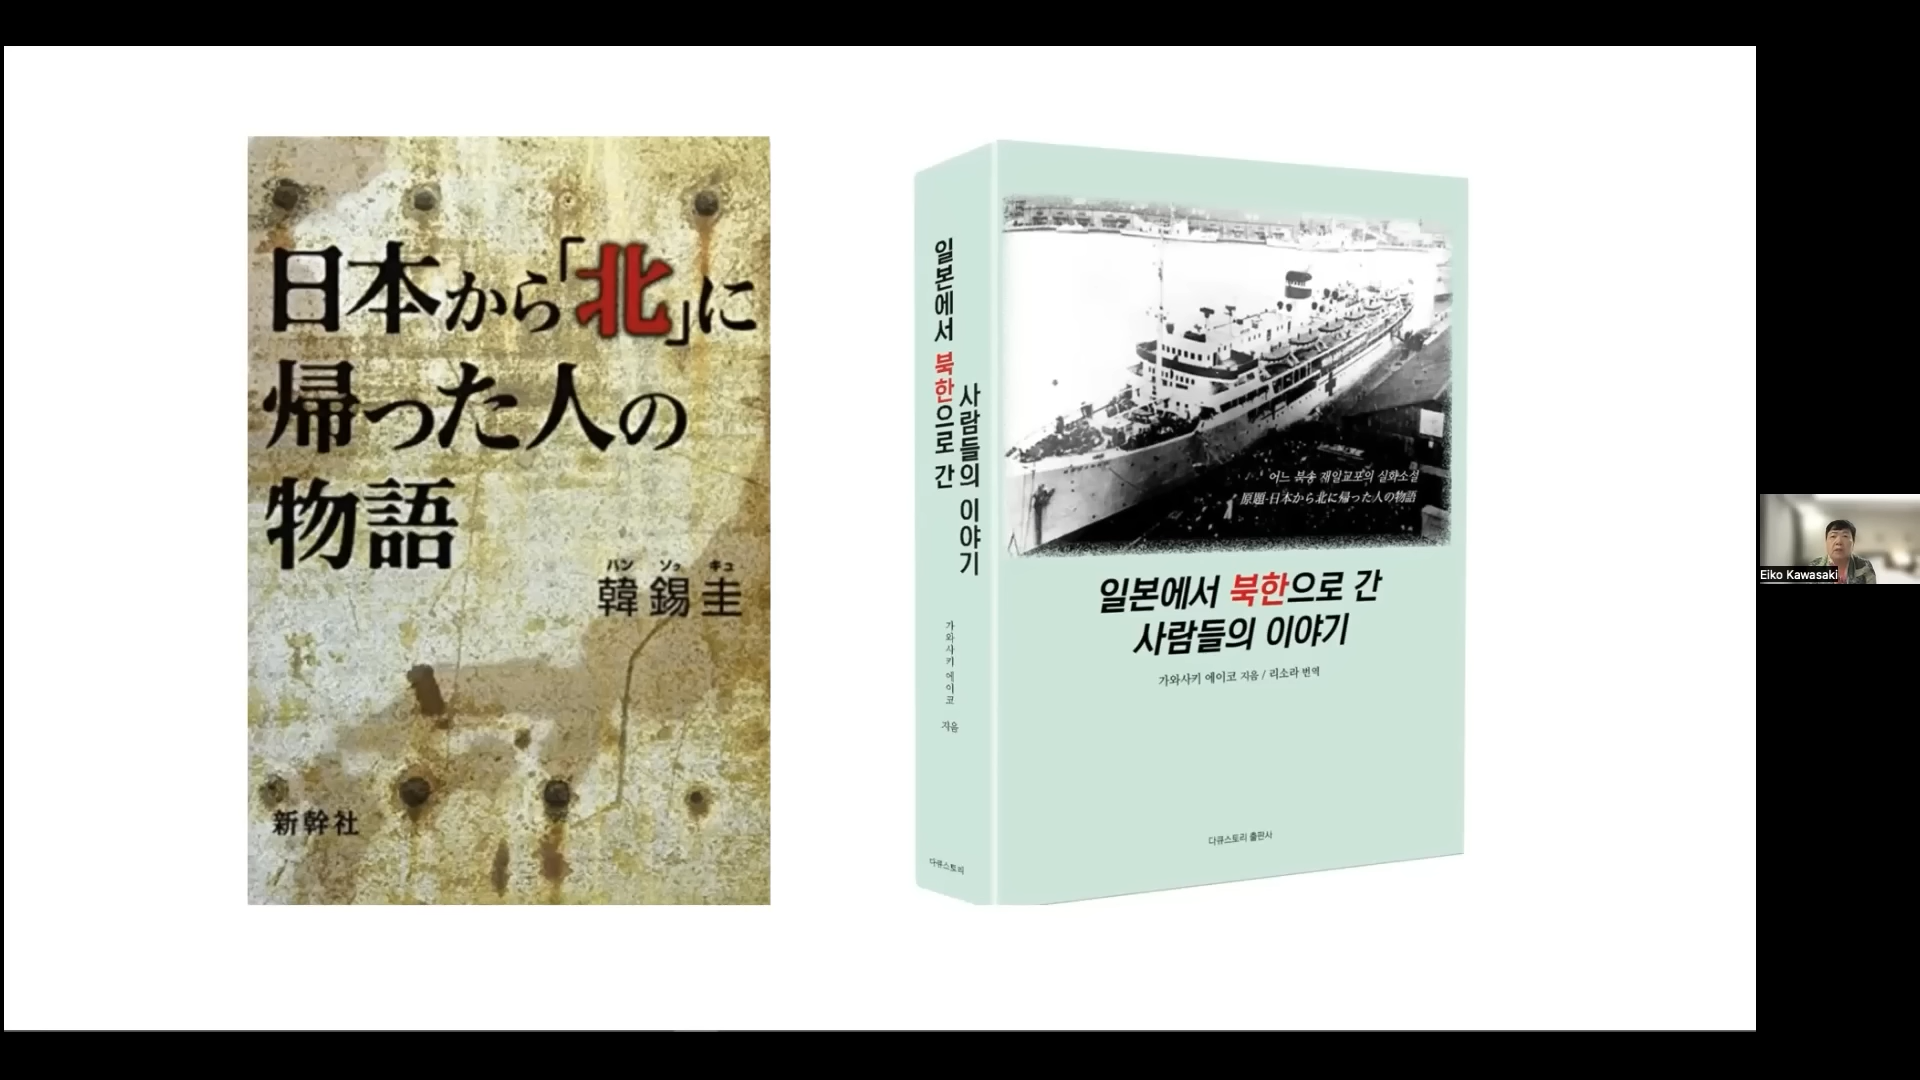 日本から「北」に
帰った人の
物語
ハン ソッ キュ
韓錫圭
新幹社
일본에서 북한으로 간
사람들의 이야기
가와사키 에이코 지음
다큐스토리
어느 북송 재일교포의 실화소설
原題-日本から北に帰った人の物語
일본에서 북한으로 간
사람들의 이야기
가와사키 에이코 지음 / 리소라 번역
다큐스토리 출판사
Eiko Kawasaki